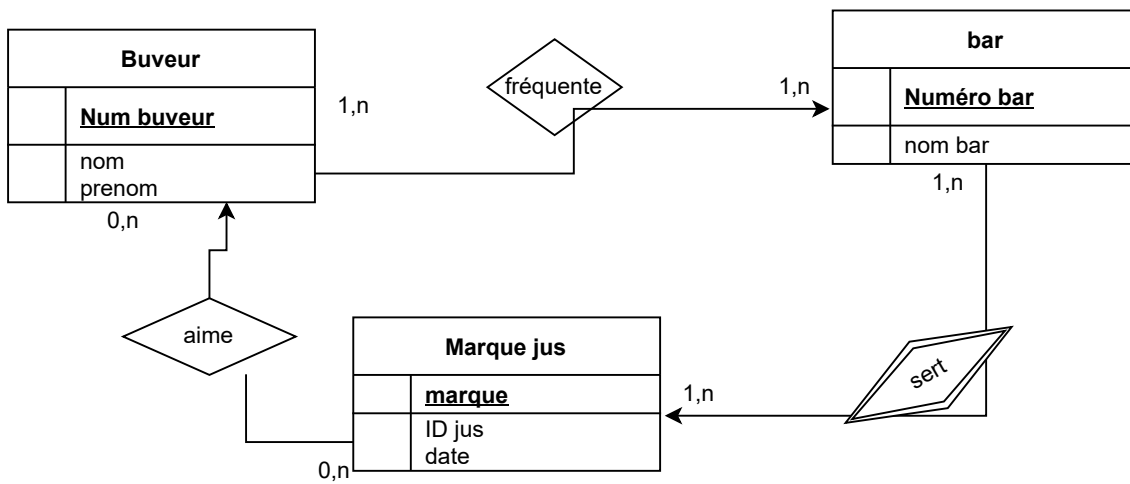 Buveur
Num buveur
nom
prenom
0,n
1,n
fréquente
1,n
bar
Numéro bar
nom bar
1,n
aime
Marque jus
marque
ID jus
date
0,n
1,n
sert